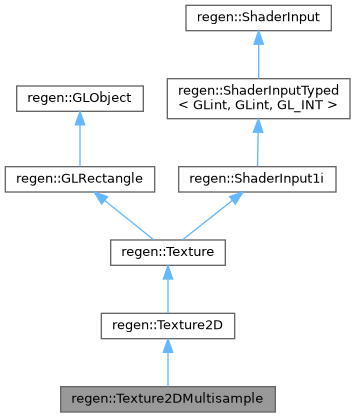 regen::ShaderInput
regen::GLObject
regen::ShaderInputTyped
< GLint, GLint, GL_INT >
regen::GLRectangle
regen::ShaderInput1i
regen::Texture
regen::Texture2D
regen::Texture2DMultisample